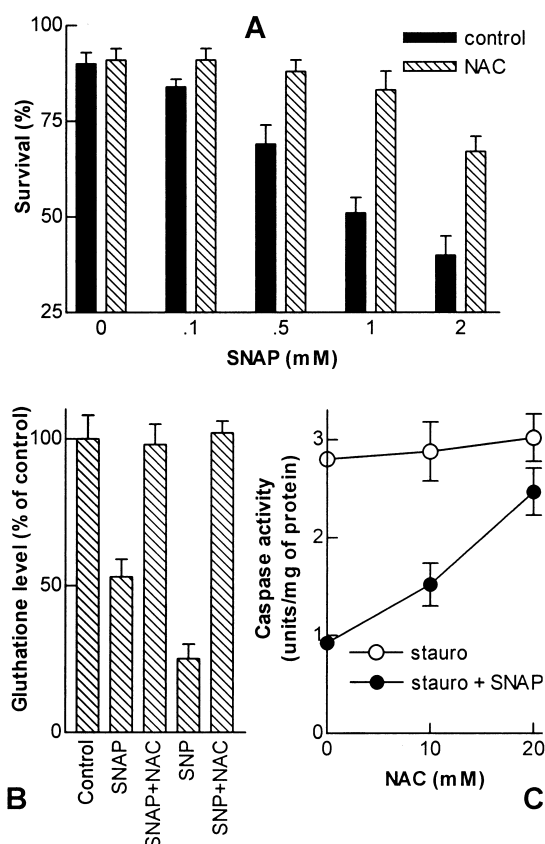 A
control
NAC
Survival (%)
100
75
50
25
0
.1
.5
1
2
SNAP (mM)
Gluthatione level (% of control)
100
50
0
Control
SNAP
SNAP+NAC
SNP
SNP+NAC
B
Caspase activity
(units/mg of protein)
3
2
1
0
stauro
stauro + SNAP
0
10
20
NAC (mM)
C